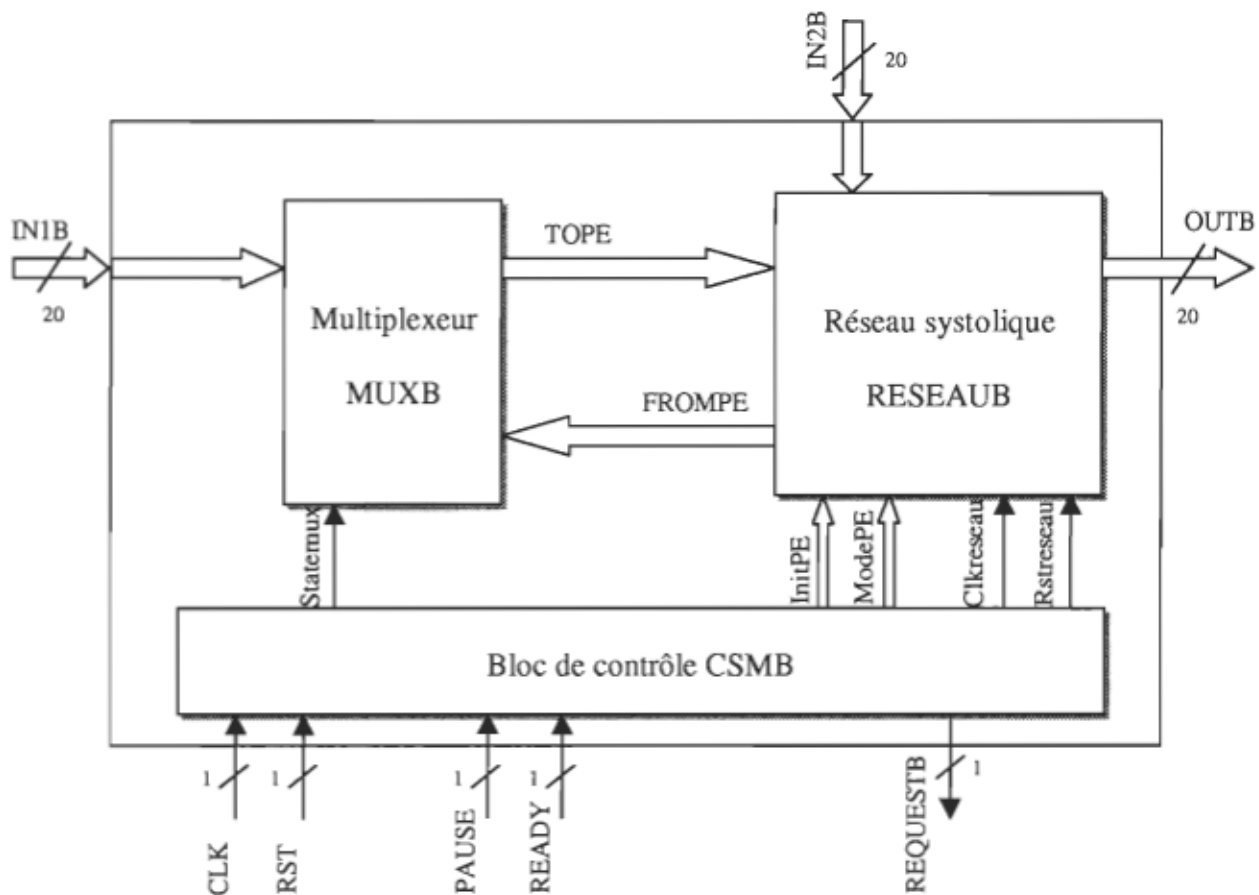 IN2B
20
IN1B
20
TOPE
OUTB
20
Multiplexeur
MUXB
Réseau systolique
RESEAUB
FROMPE
Statemux
InitPE
ModePE
Clkreseau
Rstreseau
Bloc de contrôle CSMB
1
1
1
1
1
CLK
RST
PAUSE
READY
REQUESTB